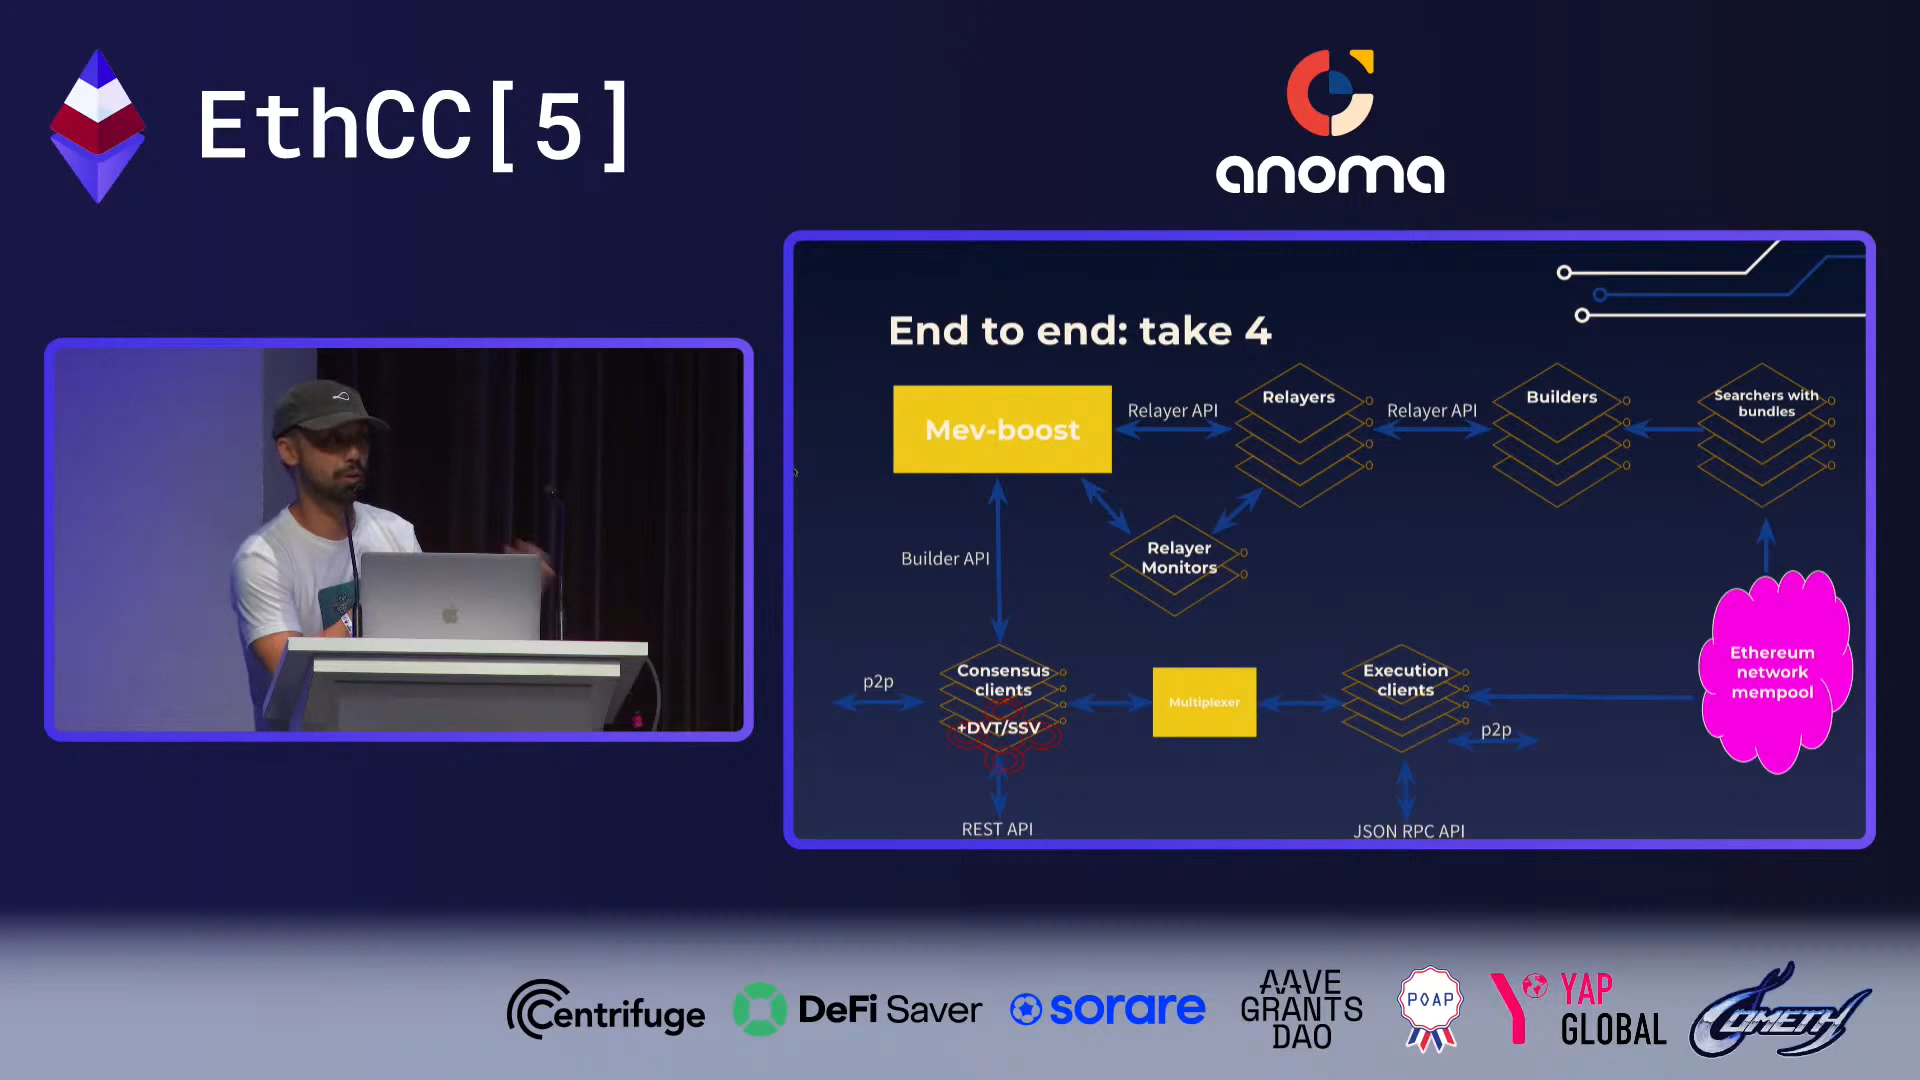 EthCC[5]
anoma
End to end: take 4
Mev-boost
Relayer API
Relayers
Relayer API
Builders
Searchers with
bundles
Builder API
Relayer
Monitors
Ethereum
network
mempool
p2p
Consensus
clients
+DVT/SSV
Multiplexer
Execution
clients
p2p
REST API
JSON RPC API
Centrifuge
DeFi Saver
sorare
AAVE
GRANTS
DAO
POAP
YAP
GLOBAL
COMETH